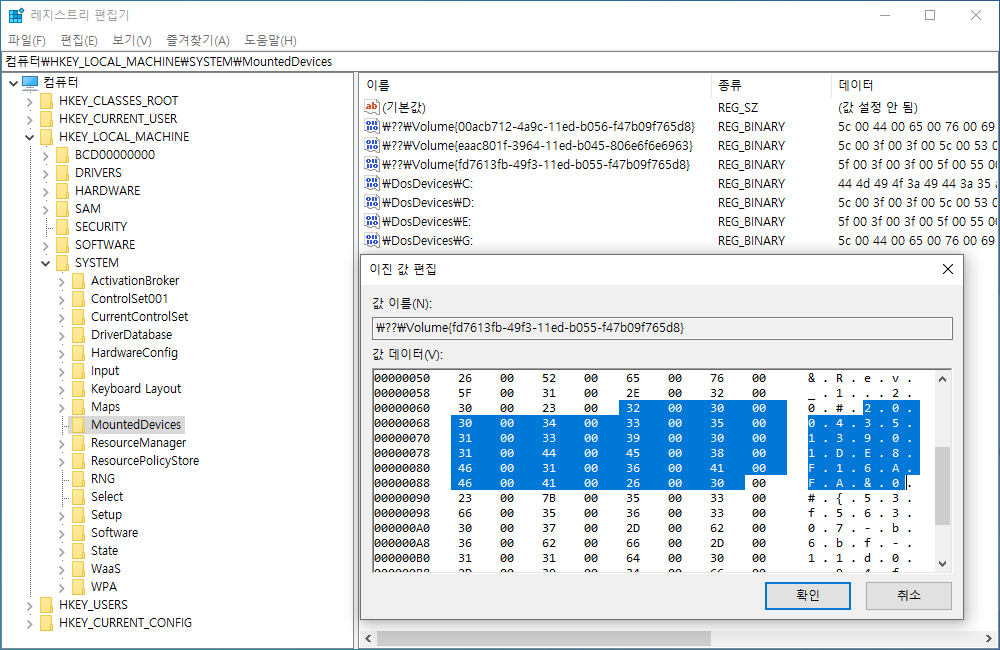 레지스트리 편집기
파일(F) 편집(E) 보기(V) 즐겨찾기(A) 도움말(H)
컴퓨터₩HKEY_LOCAL_MACHINE₩SYSTEM₩MountedDevices
컴퓨터
HKEY_CLASSES_ROOT
HKEY_CURRENT_USER
HKEY_LOCAL_MACHINE
BCD00000000
DRIVERS
HARDWARE
SAM
SECURITY
SOFTWARE
SYSTEM
ActivationBroker
ControlSet001
CurrentControlSet
DriverDatabase
HardwareConfig
Input
Keyboard Layout
Maps
MountedDevices
ResourceManager
ResourcePolicyStore
RNG
Select
Setup
Software
State
WaaS
WPA
HKEY_USERS
HKEY_CURRENT_CONFIG
이름 종류 데이터
(기본값) REG_SZ (값 설정 안 됨)
₩??₩Volume{00acb712-4a9c-11ed-b056-f47b09f765d8} REG_BINARY 5c 00 44 00 65 00 76 00 69
₩??₩Volume{eaac801f-3964-11ed-b045-806e6f6e6963} REG_BINARY 5c 00 3f 00 3f 00 5c 00 53 0
₩??₩Volume{fd7613fb-49f3-11ed-b055-f47b09f765d8} REG_BINARY 5f 00 3f 00 3f 00 5f 00 55 00
₩DosDevices₩C: REG_BINARY 44 4d 49 4f 3a 49 44 3a 35 a
₩DosDevices₩D: REG_BINARY 5c 00 3f 00 3f 00 5c 00 53 0
₩DosDevices₩E: REG_BINARY 5f 00 3f 00 3f 00 5f 00 55 00
₩DosDevices₩G: REG_BINARY 5c 00 44 00 65 00 76 00 69
이진 값 편집
값 이름(N):
₩??₩Volume{fd7613fb-49f3-11ed-b055-f47b09f765d8}
값 데이터(V):
00000050 26 00 52 00 65 00 76 00 &.R.e.v.
00000058 5F 00 31 00 2E 00 32 00 _.1...2.
00000060 30 00 23 00 32 00 30 00 0.#.2.0.
00000068 30 00 34 00 33 00 35 00 0.4.3.5.
00000070 31 00 33 00 39 00 30 00 1.3.9.0.
00000078 31 00 44 00 45 00 38 00 1.D.E.8.
00000080 46 00 31 00 36 00 41 00 F.1.6.A.
00000088 46 00 41 00 26 00 30 00 F.A.&.0.
00000090 23 00 7B 00 35 00 33 00 #.{.5.3.
00000098 66 00 35 00 36 00 33 00 f.5.6.3.
000000A0 30 00 37 00 2D 00 62 00 0.7.-.b.
000000A8 36 00 62 00 66 00 2D 00 6.b.f.-.
000000B0 31 00 31 00 64 00 30 00 1.1.d.0.
000000B8 2D 00 39 00 34 00 66 00 -.9.4.f.
확인 취소